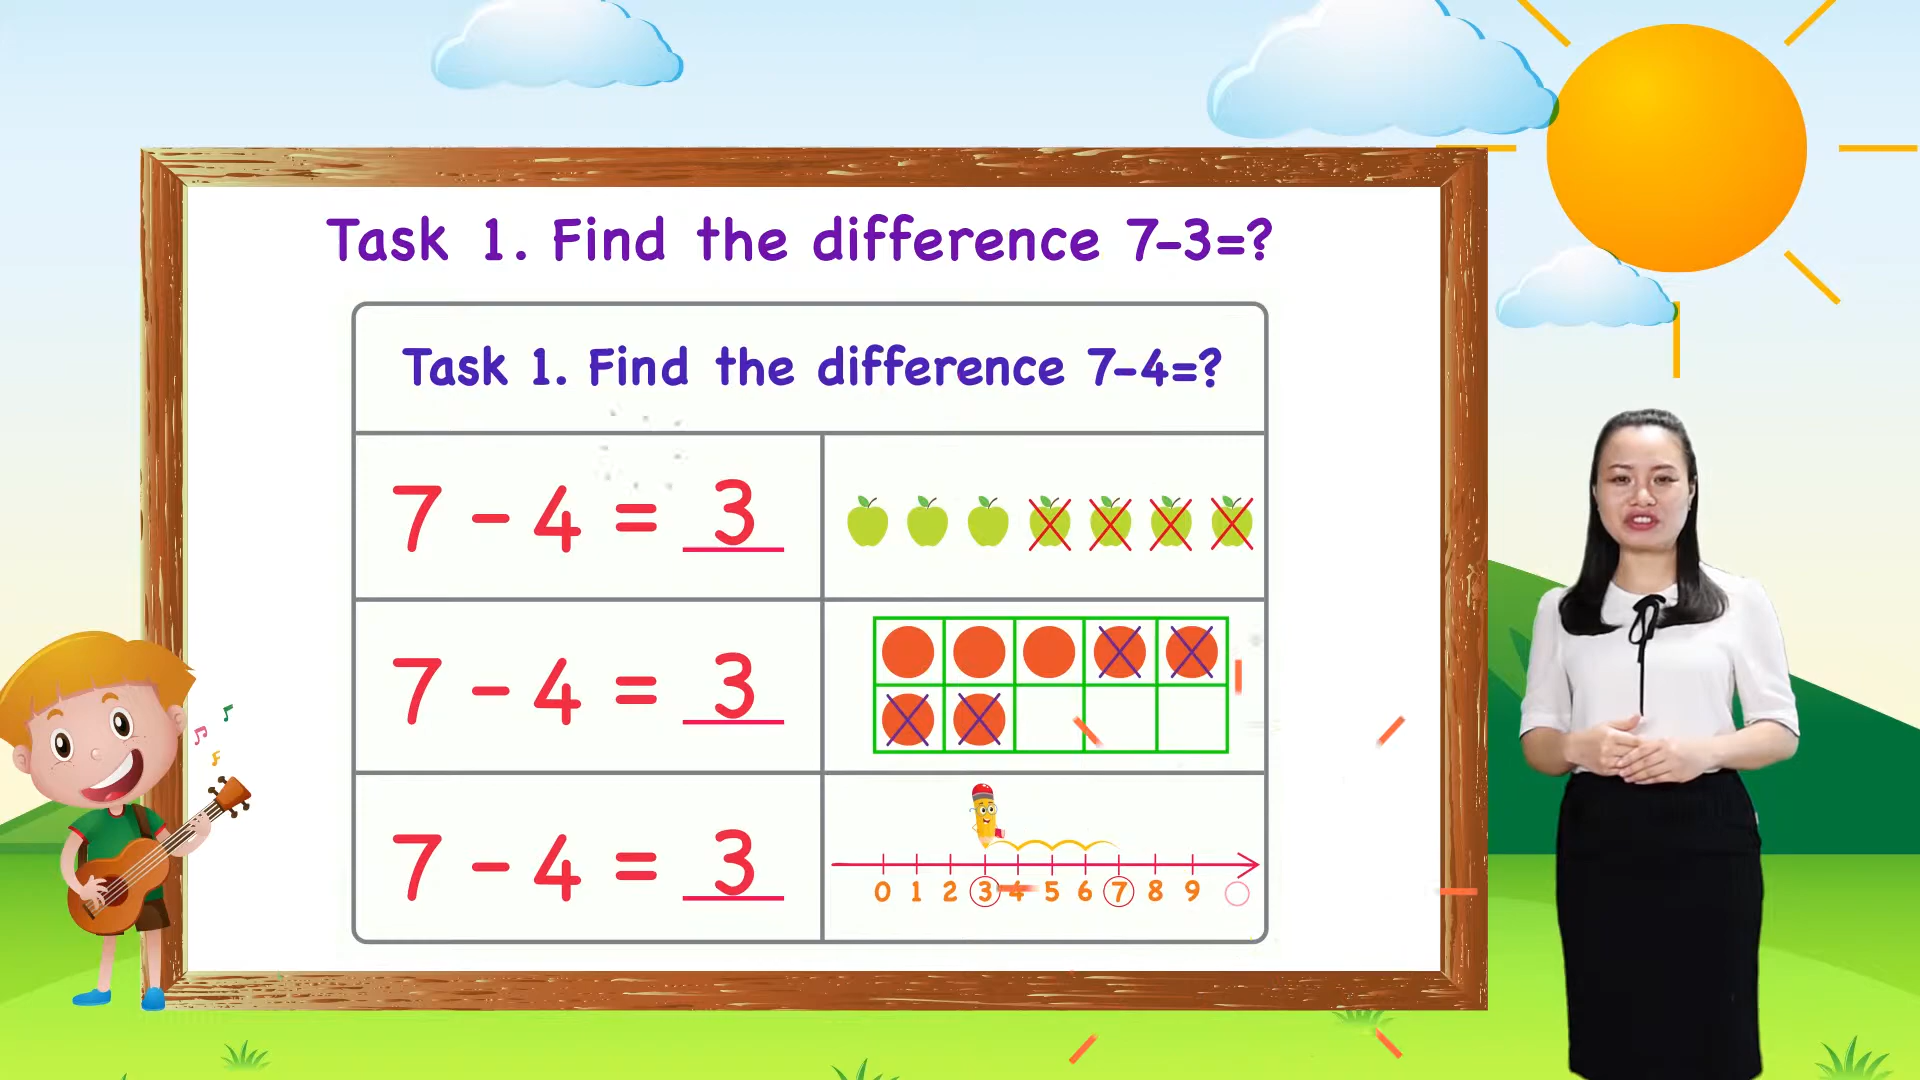 Task 1. Find the difference 7-3=?
Task 1. Find the difference 7-4=?
7 - 4 = 3
7 - 4 = 3
7 - 4 = 3
0 1 2 3 4 5 6 7 8 9